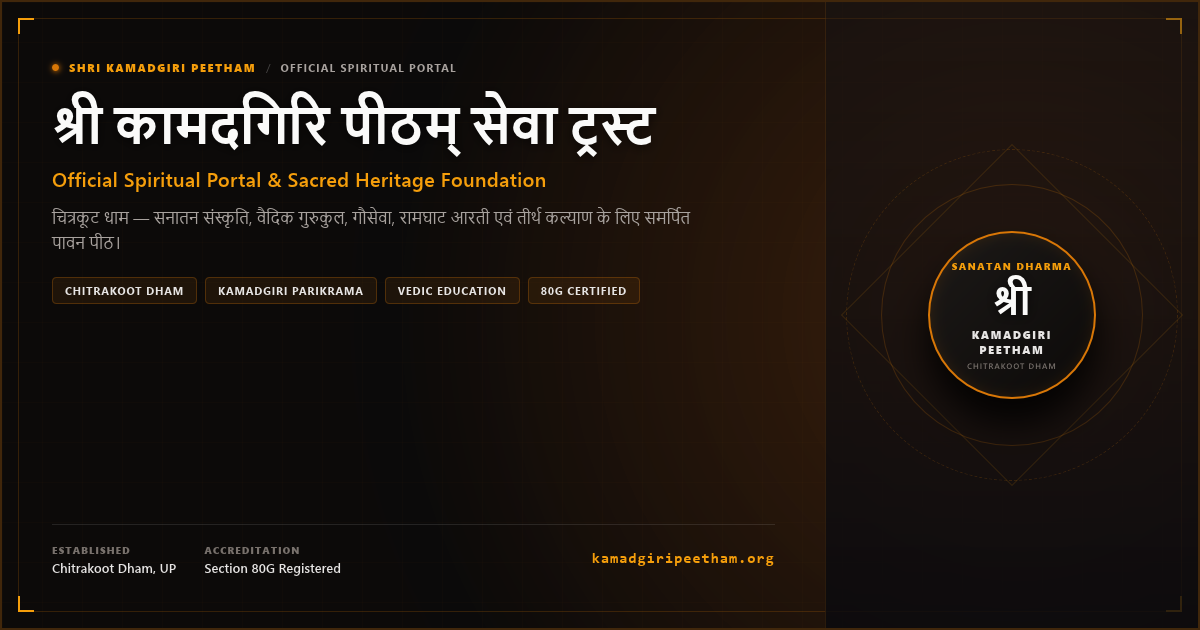 SHRI KAMADGIRI PEETHAM / OFFICIAL SPIRITUAL PORTAL
श्री कामदगिरि पीठम् सेवा ट्रस्ट
Official Spiritual Portal & Sacred Heritage Foundation
चित्रकूट धाम — सनातन संस्कृति, वैदिक गुरुकुल, गौसेवा, रामघाट आरती एवं तीर्थ कल्याण के लिए समर्पित
पावन पीठ।
CHITRAKOOT DHAM KAMADGIRI PARIKRAMA VEDIC EDUCATION 80G CERTIFIED
ESTABLISHED ACCREDITATION
Chitrakoot Dham, UP Section 80G Registered
kamadgiripeetham.org
SANATAN DHARMA
श्री
KAMADGIRI
PEETHAM
CHITRAKOOT DHAM